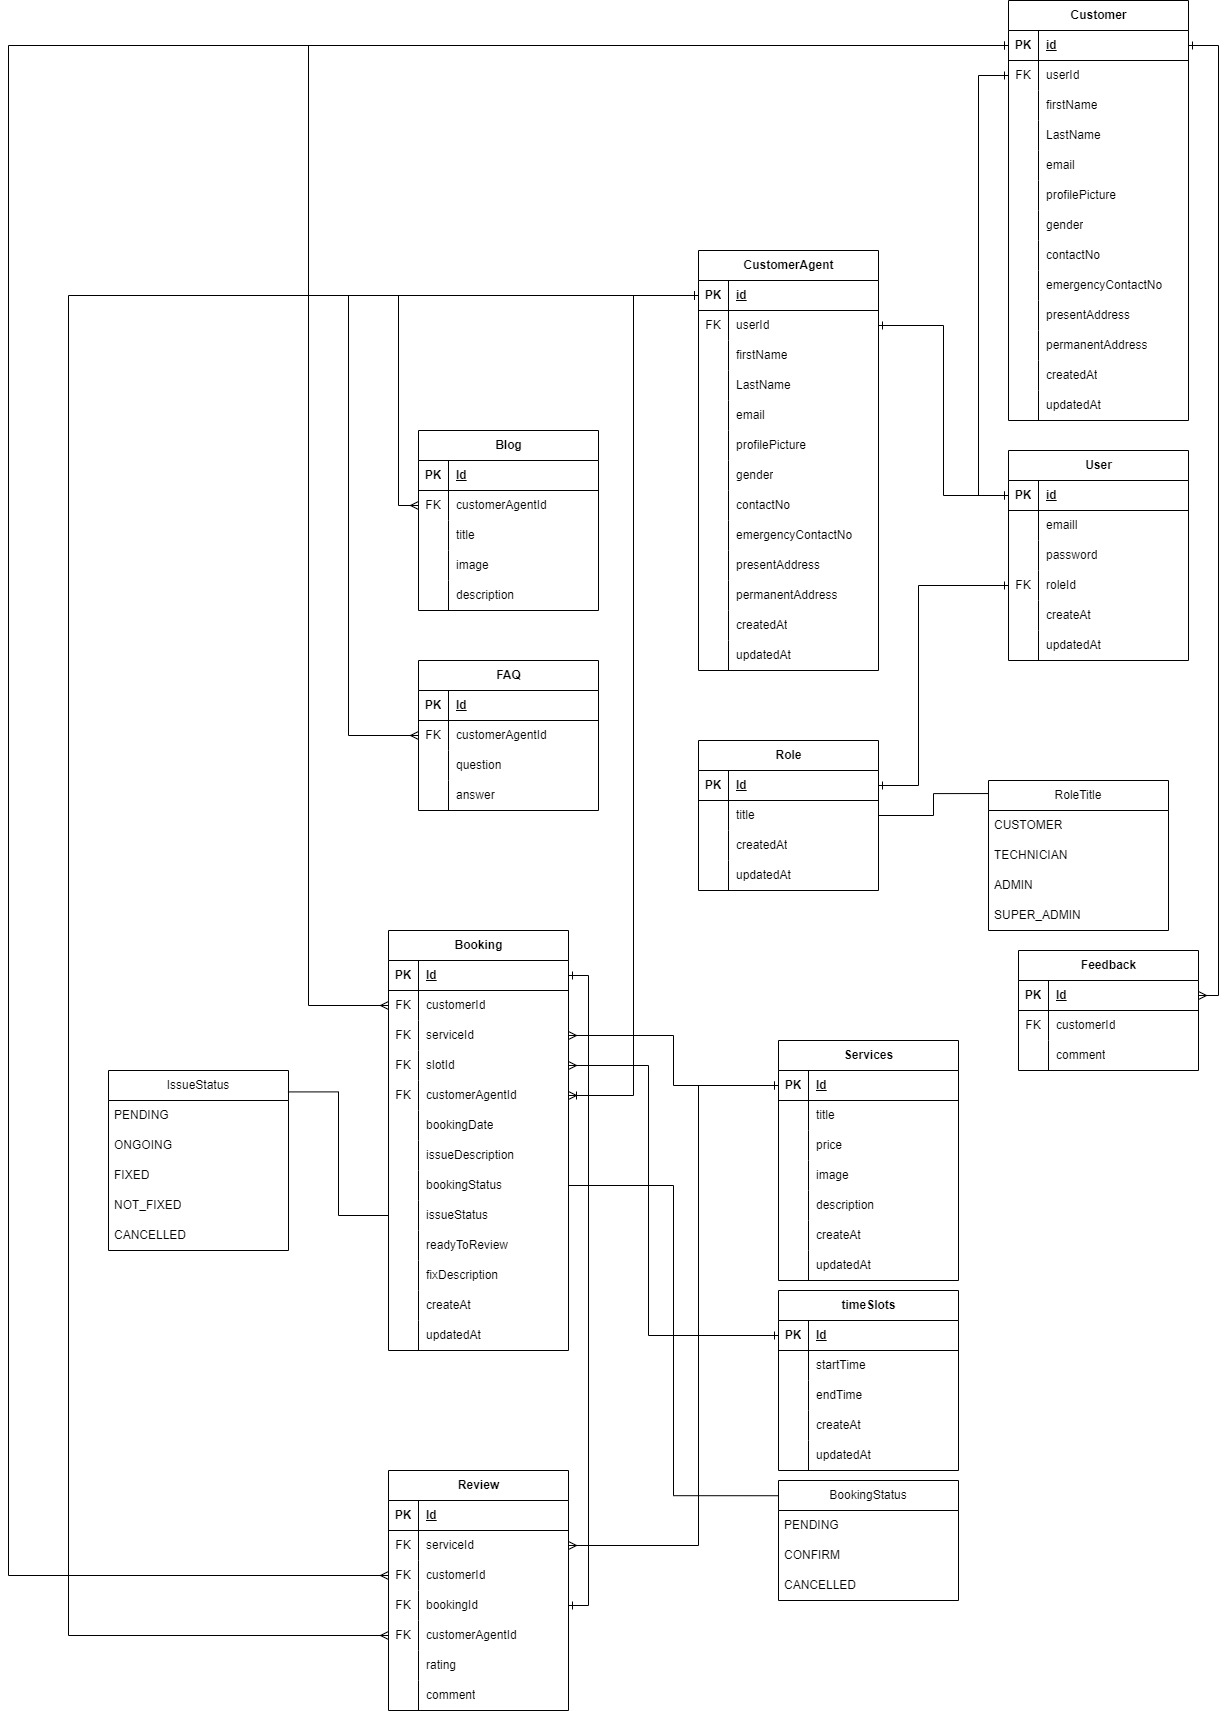 Customer
PK id
FK userId
firstName
LastName
email
profilePicture
gender
contactNo
emergencyContactNo
presentAddress
permanentAddress
createdAt
updatedAt
CustomerAgent
PK id
FK userId
firstName
LastName
email
profilePicture
gender
contactNo
emergencyContactNo
presentAddress
permanentAddress
createdAt
updatedAt
Blog
PK Id
FK customerAgentId
title
image
description
User
PK id
emaill
password
FK roleId
createAt
updatedAt
FAQ
PK Id
FK customerAgentId
question
answer
Role
PK Id
title
createdAt
updatedAt
RoleTitle
CUSTOMER
TECHNICIAN
ADMIN
SUPER_ADMIN
Booking
PK Id
FK customerId
FK serviceId
FK slotId
FK customerAgentId
bookingDate
issueDescription
bookingStatus
issueStatus
readyToReview
fixDescription
createAt
updatedAt
Feedback
PK Id
FK customerId
comment
IssueStatus
PENDING
ONGOING
FIXED
NOT_FIXED
CANCELLED
Services
PK Id
title
price
image
description
createAt
updatedAt
timeSlots
PK Id
startTime
endTime
createAt
updatedAt
Review
PK Id
FK serviceId
FK customerId
FK bookingId
FK customerAgentId
rating
comment
BookingStatus
PENDING
CONFIRM
CANCELLED